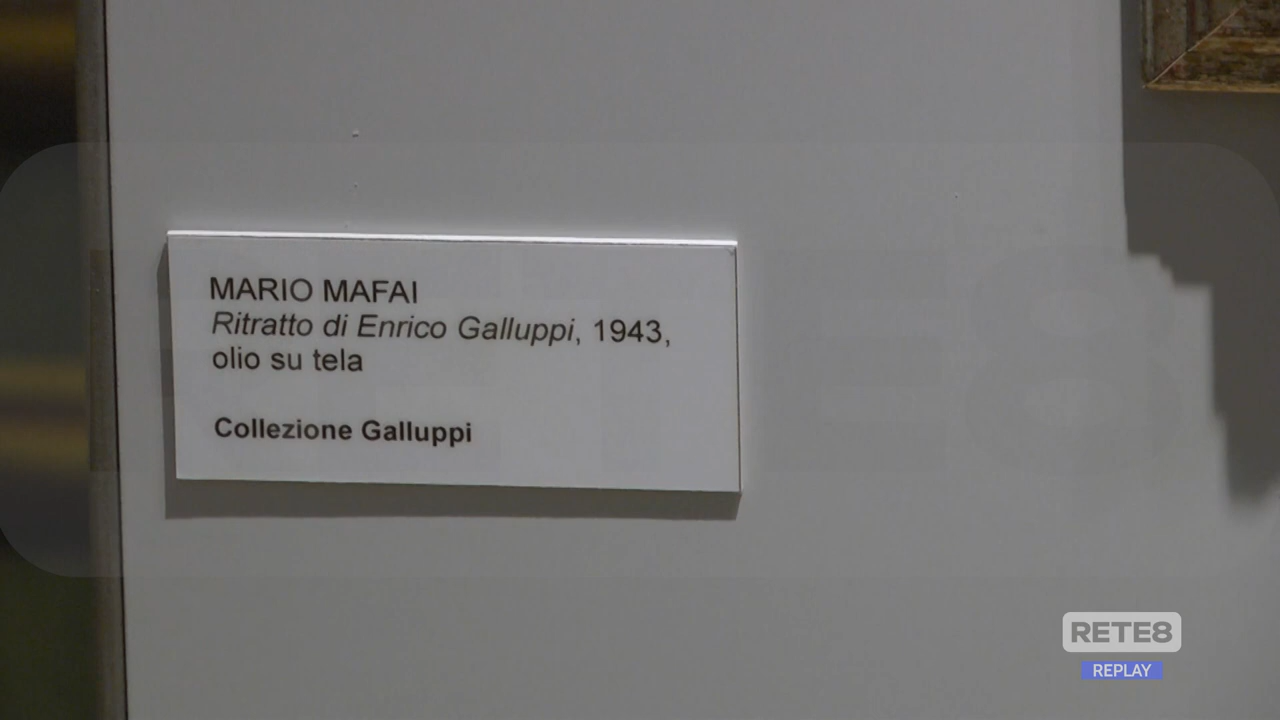 MARIO MAFAI
Ritratto di Enrico Galluppi, 1943,
olio su tela
Collezione Galluppi
RETE8
REPLAY